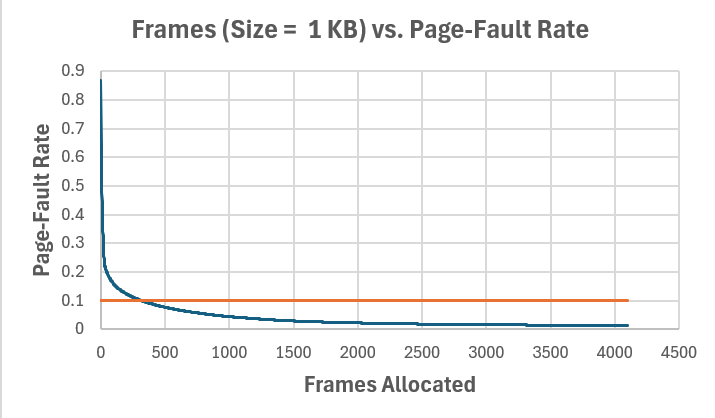 Frames (Size =  1 KB) vs. Page-Fault Rate
Page-Fault Rate
0.9
0.8
0.7
0.6
0.5
0.4
0.3
0.2
0.1
0
0 500 1000 1500 2000 2500 3000 3500 4000 4500
Frames Allocated